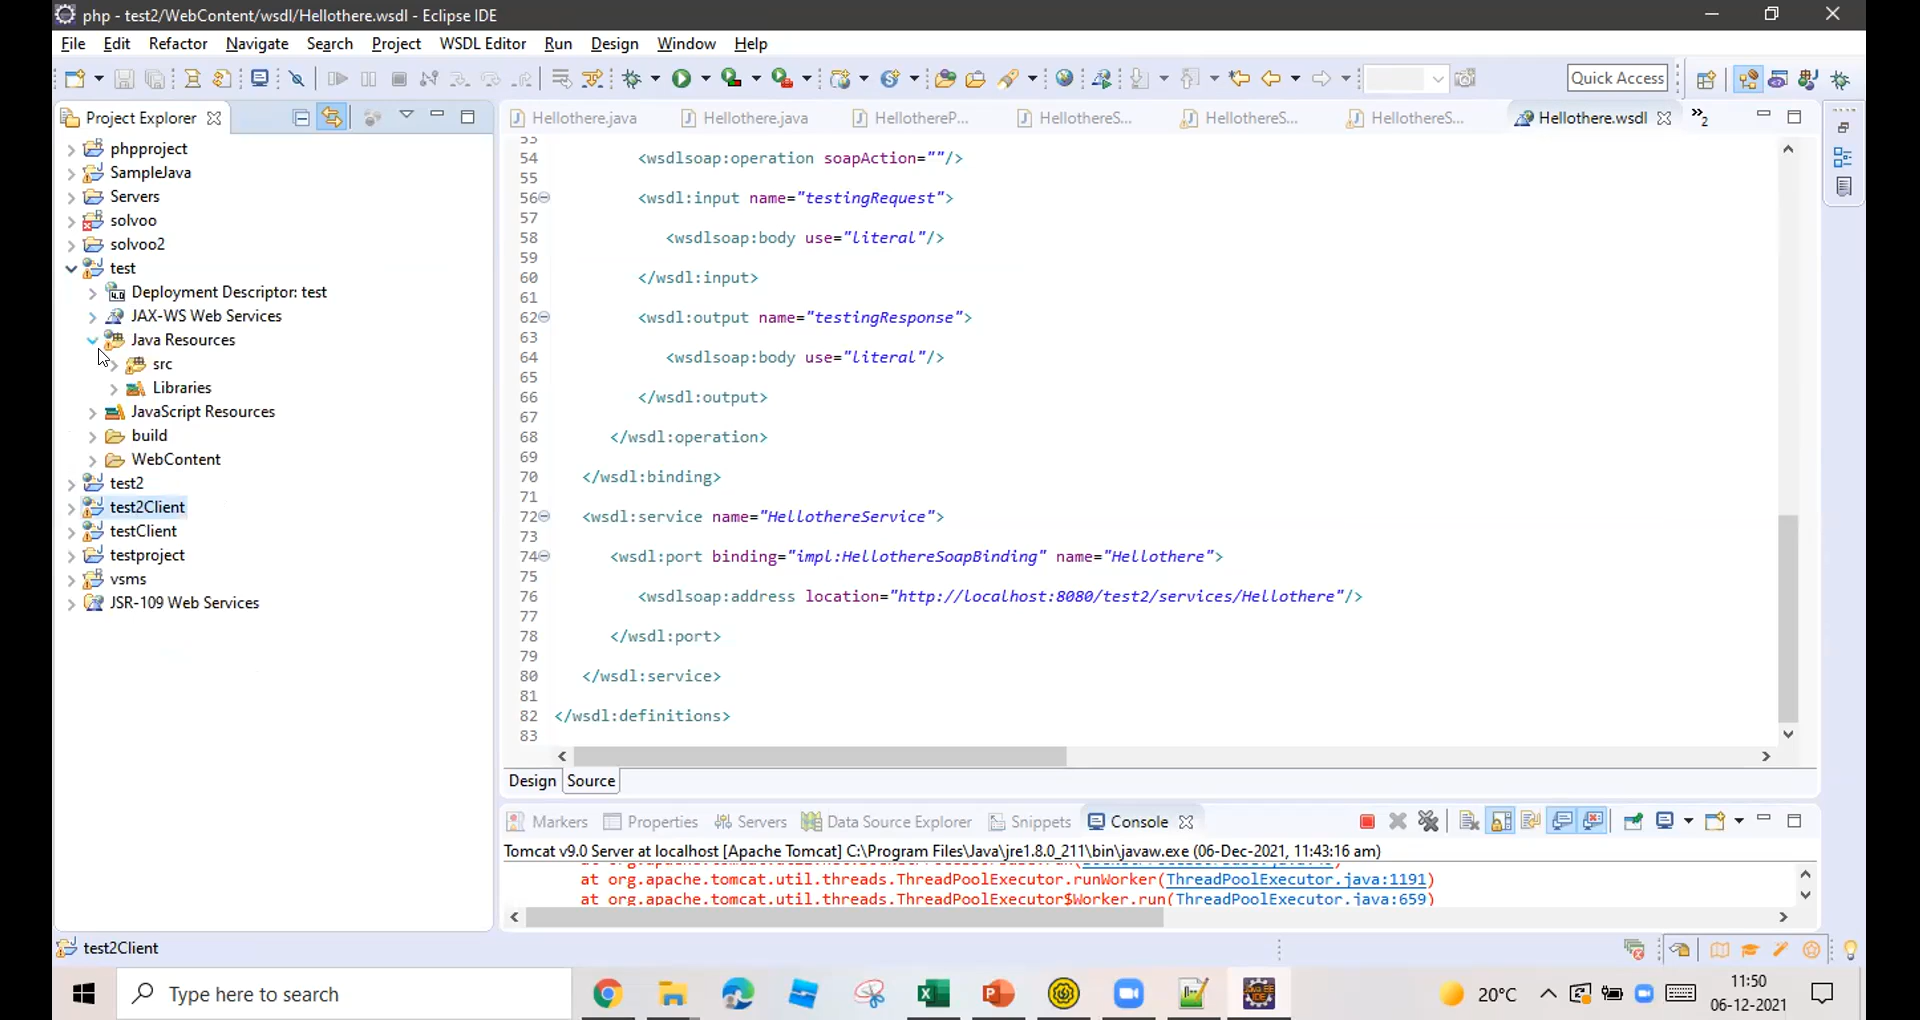 php - test2/WebContent/wsdl/Hellothere.wsdl - Eclipse IDE
File Edit Refactor Navigate Search Project WSDL Editor Run Design Window Help
Quick Access
Project Explorer
Hellothere.java
Hellothere.java
HellothereP...
HellothereS...
HellothereS...
HellothereS...
Hellothere.wsdl
»2
phpproject
SampleJava
Servers
solvoo
solvoo2
test
Deployment Descriptor: test
JAX-WS Web Services
Java Resources
src
Libraries
JavaScript Resources
build
WebContent
test2
test2Client
testClient
testproject
vsms
JSR-109 Web Services
53
54 <wsdlsoap:operation soapAction=""/>
55
56 <wsdl:input name="testingRequest">
57
58 <wsdlsoap:body use="literal"/>
59
60 </wsdl:input>
61
62 <wsdl:output name="testingResponse">
63
64 <wsdlsoap:body use="literal"/>
65
66 </wsdl:output>
67
68 </wsdl:operation>
69
70 </wsdl:binding>
71
72 <wsdl:service name="HellothereService">
73
74 <wsdl:port binding="impl:HellothereSoapBinding" name="Hellothere">
75
76 <wsdlsoap:address location="http://localhost:8080/test2/services/Hellothere"/>
77
78 </wsdl:port>
79
80 </wsdl:service>
81
82 </wsdl:definitions>
83
Design Source
Markers Properties Servers Data Source Explorer Snippets Console
Tomcat v9.0 Server at localhost [Apache Tomcat] C:\Program Files\Java\jre1.8.0_211\bin\javaw.exe (06-Dec-2021, 11:43:16 am)
at org.apache.tomcat.util.threads.ThreadPoolExecutor.runWorker(ThreadPoolExecutor.java:1191)
at org.apache.tomcat.util.threads.ThreadPoolExecutor$Worker.run(ThreadPoolExecutor.java:659)
test2Client
Type here to search
20°C
11:50
06-12-2021